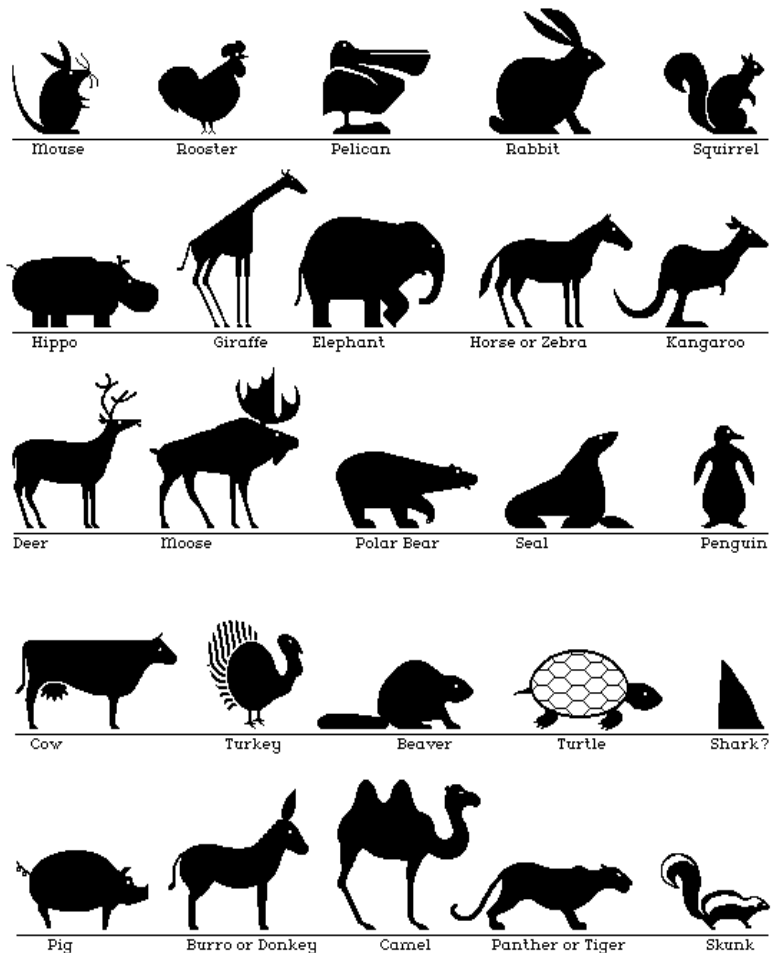 Mouse Rooster Pelican Rabbit Squirrel
Hippo Giraffe Elephant Horse or Zebra Kangaroo
Deer Moose Polar Bear Seal Penguin
Cow Turkey Beaver Turtle Shark?
Pig Burro or Donkey Camel Panther or Tiger Skunk